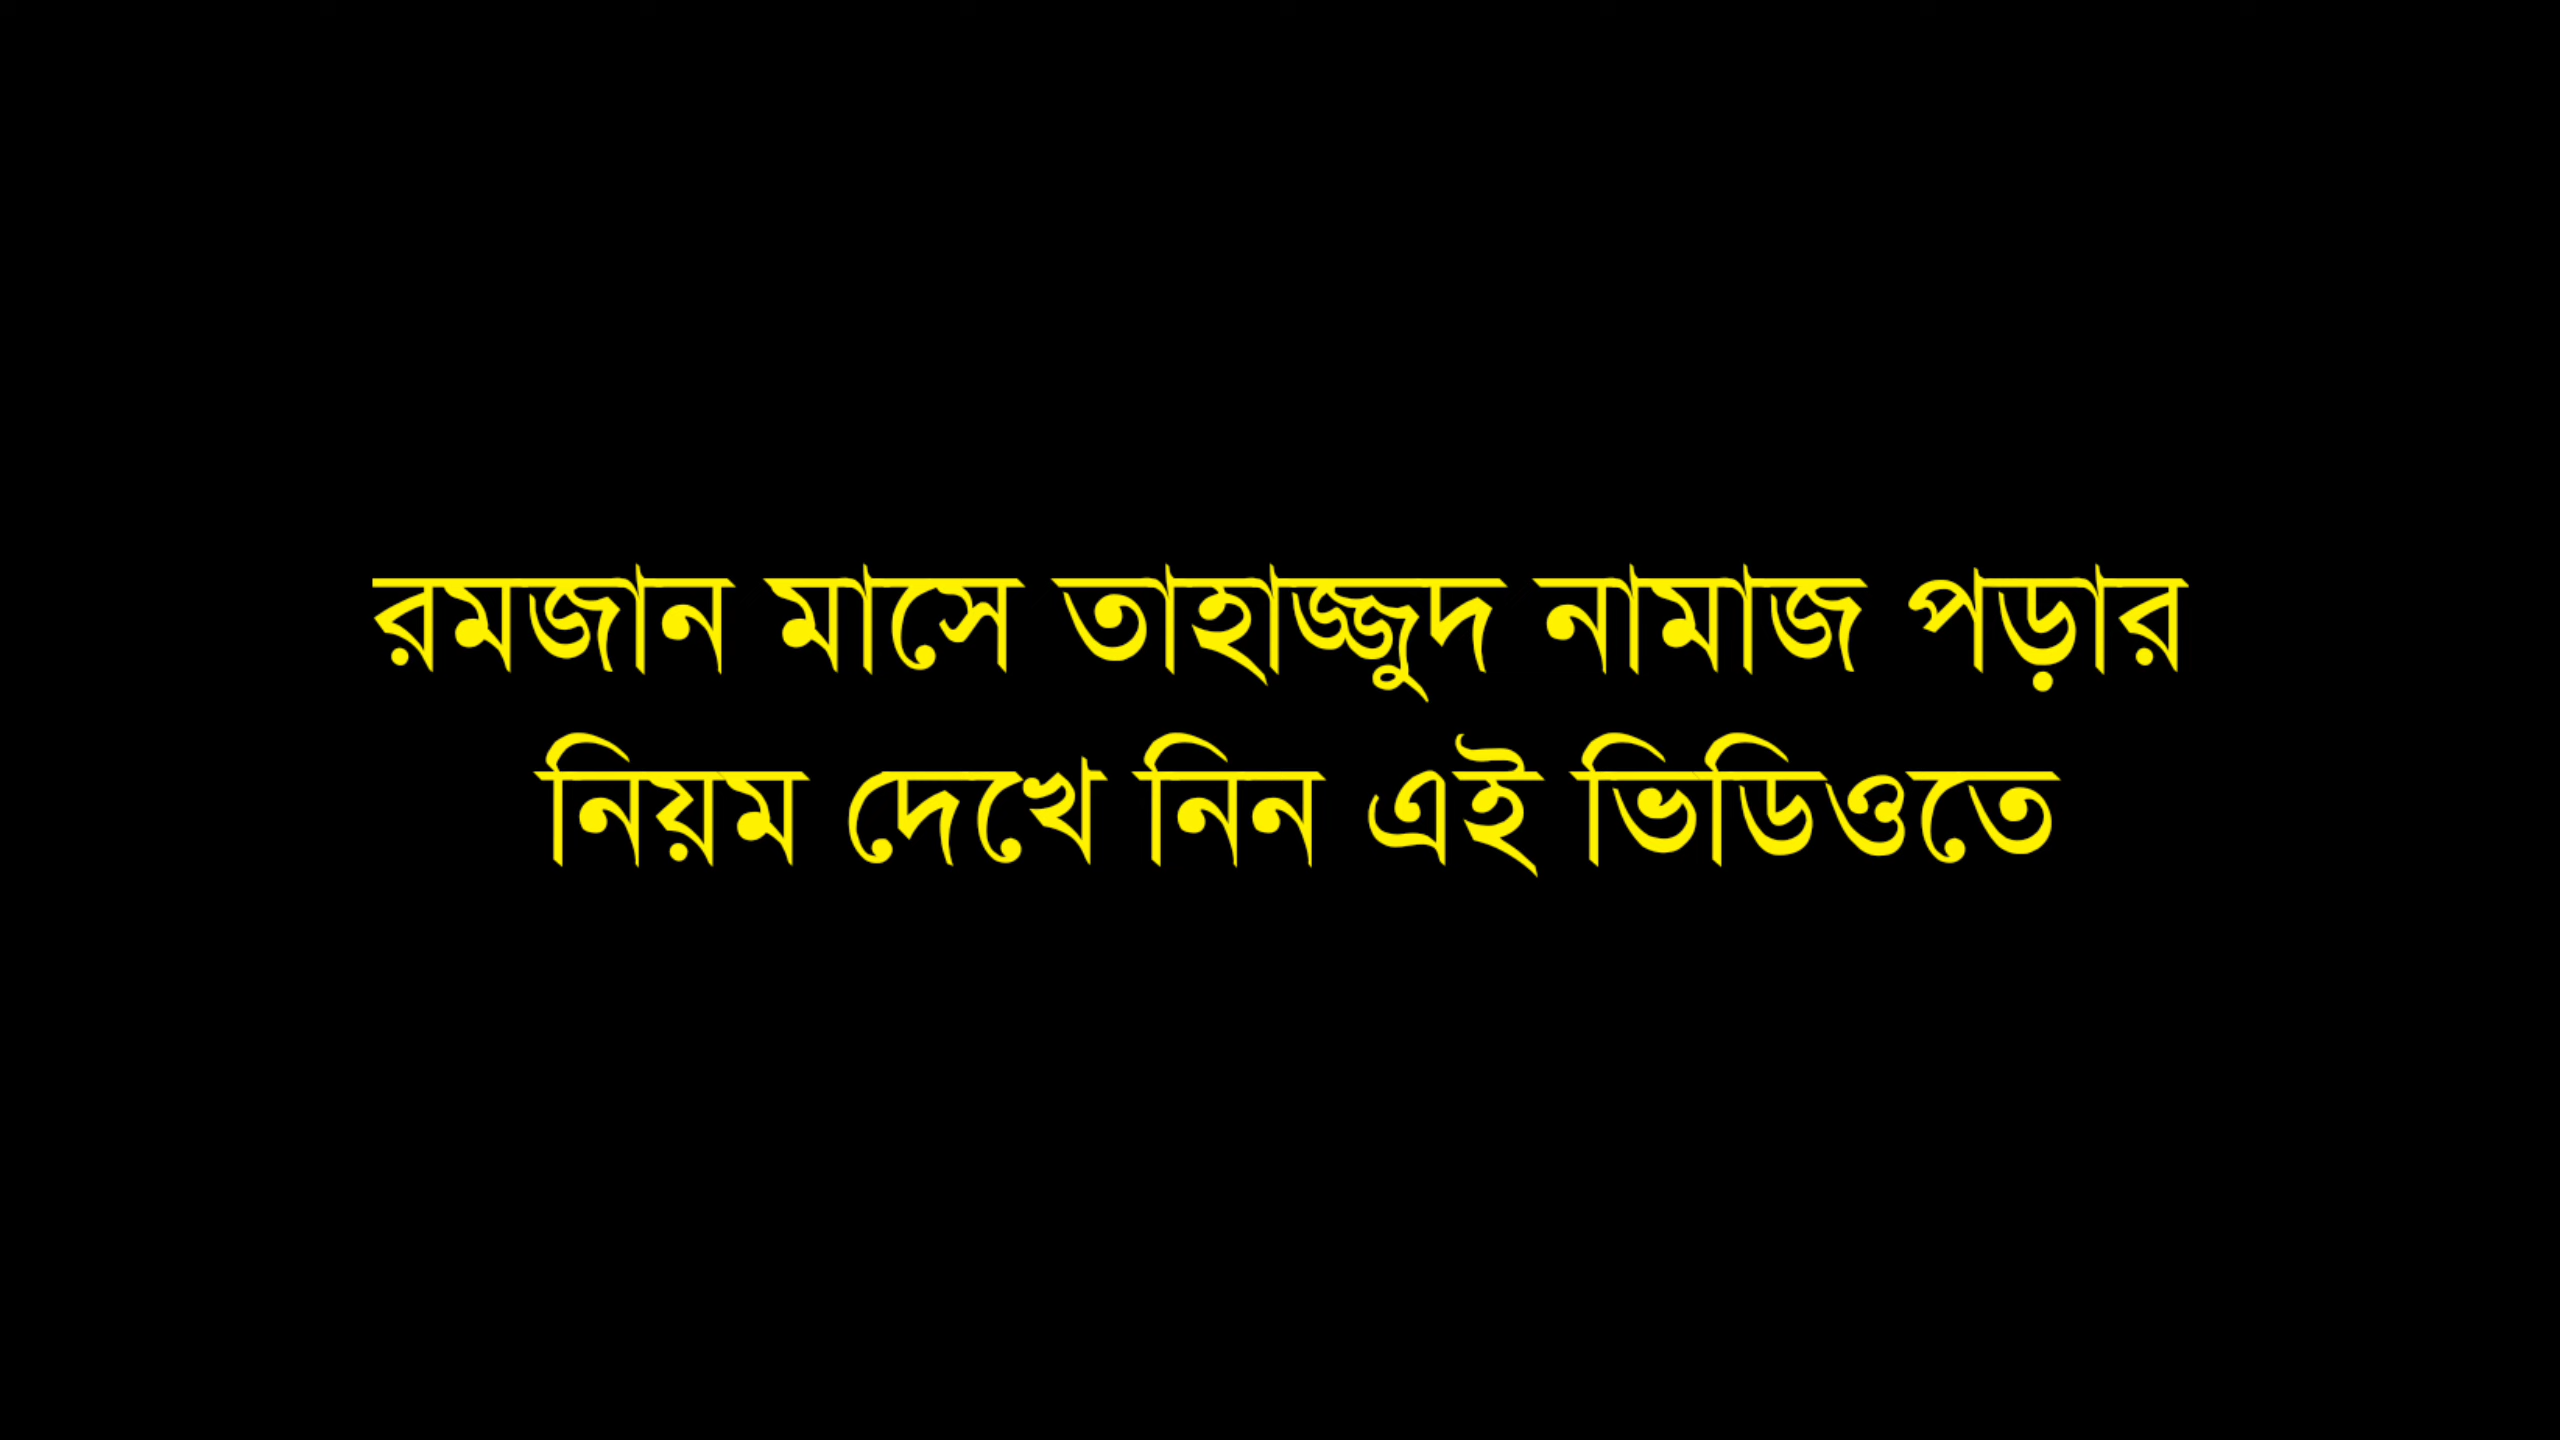 রমজান মাসে তাহাজ্জুদ নামাজ পড়ার
নিয়ম দেখে নিন এই ভিডিওতে